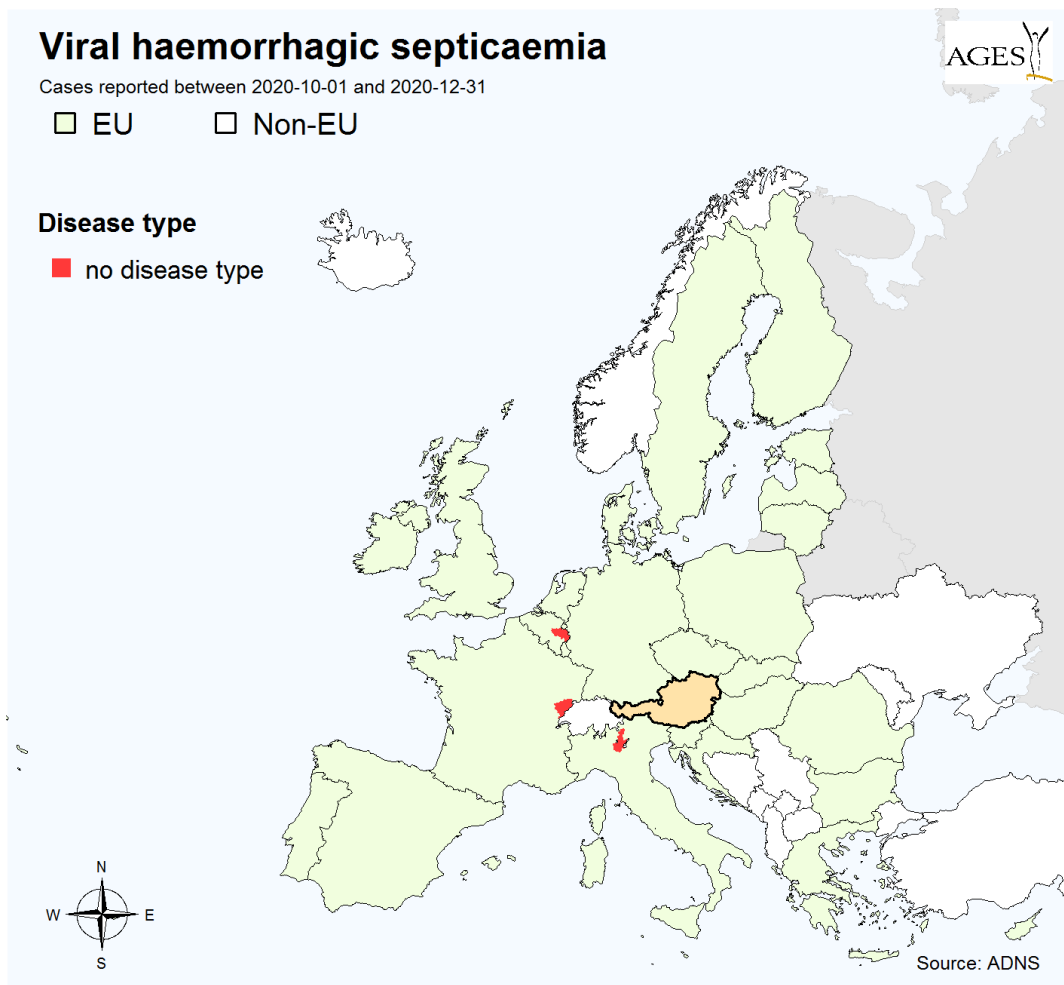 Viral haemorrhagic septicaemia
AGES
Cases reported between 2020-10-01 and 2020-12-31
EU Non-EU
Disease type
no disease type
N
W E
S
Source: ADNS